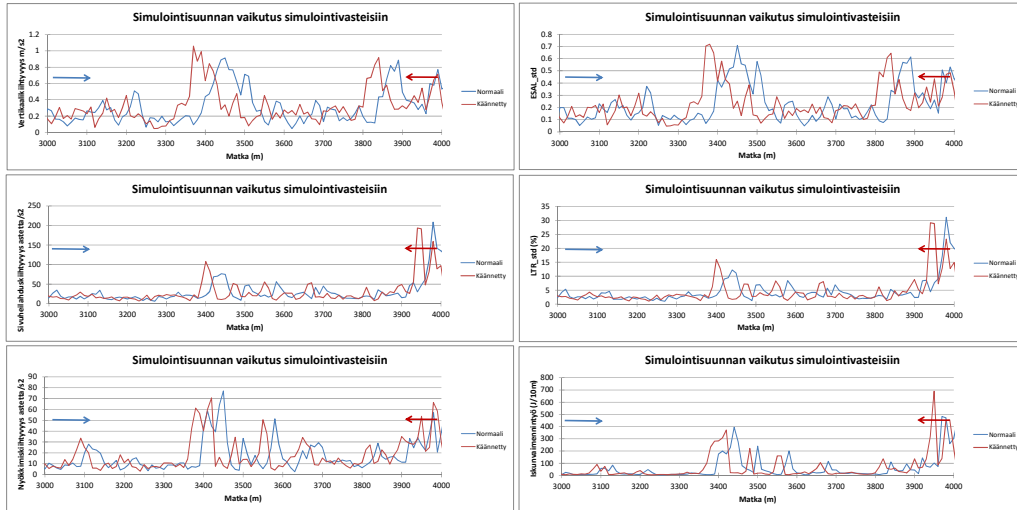 Simulointisuunnan vaikutus simulointivasteisiin
Vertikaalikiihtyvyys m/s2
1.2
1
0.8
0.6
0.4
0.2
0
3000 3100 3200 3300 3400 3500 3600 3700 3800 3900 4000
Matka (m)
Normaali
Käännetty
Simulointisuunnan vaikutus simulointivasteisiin
ESAL_std
0.8
0.7
0.6
0.5
0.4
0.3
0.2
0.1
0
3000 3100 3200 3300 3400 3500 3600 3700 3800 3900 4000
Matka (m)
Normaali
Käännetty
Simulointisuunnan vaikutus simulointivasteisiin
Sivuheilahduskiihtyvyys astetta/s2
250
200
150
100
50
0
3000 3100 3200 3300 3400 3500 3600 3700 3800 3900 4000
Matka (m)
Normaali
Käännetty
Simulointisuunnan vaikutus simulointivasteisiin
LTR_std (%)
35
30
25
20
15
10
5
0
3000 3100 3200 3300 3400 3500 3600 3700 3800 3900 4000
Matka (m)
Normaali
Käännetty
Simulointisuunnan vaikutus simulointivasteisiin
Nyökkimiskiihtyvyys astetta/s2
90
80
70
60
50
40
30
20
10
0
3000 3100 3200 3300 3400 3500 3600 3700 3800 3900 4000
Matka (m)
Normaali
Käännetty
Simulointisuunnan vaikutus simulointivasteisiin
Iskunvaimennintyö (J/10m)
800
700
600
500
400
300
200
100
0
3000 3100 3200 3300 3400 3500 3600 3700 3800 3900 4000
Matka (m)
Normaali
Käännetty